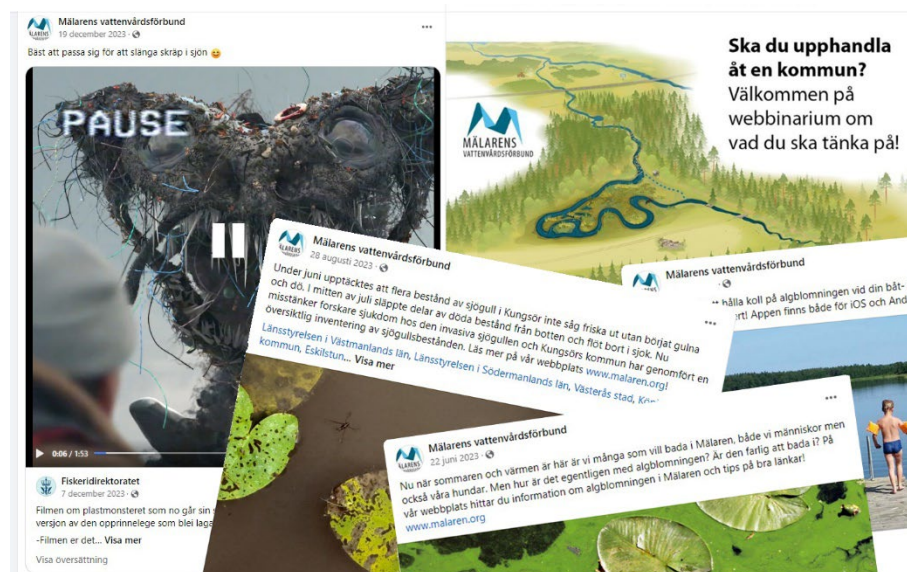 Mälarens vattenvårdsförbund
19 december 2023 ·
Bäst att passa sig för att slänga skräp i sjön
PAUSE
0:06 / 1:53
Fiskeridirektoratet
7 december 2023 ·
Filmen om plastmonsteret som no går sin
versjon av den opprinnelege som blei laga
-Filmen er det... Visa mer
Visa översättning
MÄLARENS
VATTENVÅRDSFÖRBUND
Ska du upphandla
åt en kommun?
Välkommen på
webbinarium om
vad du ska tänka på!
Mälarens vattenvårdsförbund
28 augusti 2023 ·
Under juni upptäcktes att flera bestånd av sjögull i Kungsör inte såg friska ut utan börjat gulna
och dö. I mitten av juli släppte delar av döda bestånd från botten och flöt bort i sjok. Nu
misstänker forskare sjukdom hos den invasiva sjögullen och Kungsörs kommun har genomfört en
översiktlig inventering av sjögullsbestånden. Läs mer på vår webbplats www.malaren.org!
Länsstyrelsen i Västmanlands län, Länsstyrelsen i Södermanlands län, Västerås stad,
kommun, Eskilstun... Visa mer
Mälarens vattenvårdsförbund
hålla koll på algblomningen vid din båt-
Appen finns både för iOS och
Mälarens vattenvårdsförbund
22 juni 2023 ·
Nu när sommaren och värmen är här är vi många som vill bada i Mälaren, både vi människor men
också våra hundar. Men hur är det egentligen med algblomningen? Är den farlig att bada i? På
vår webbplats hittar du information om algblomningen i Mälaren och tips på bra länkar!
www.malaren.org